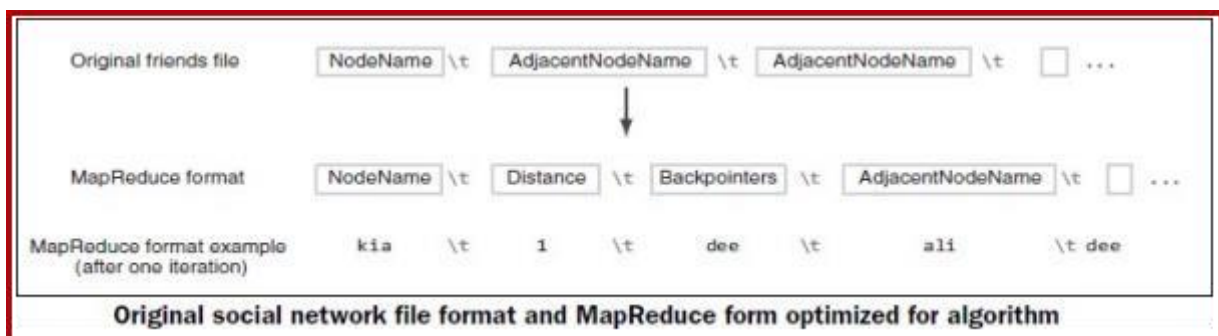 Original friends file NodeName \t AdjacentNodeName \t AdjacentNodeName \t ...
MapReduce format NodeName \t Distance \t Backpointers \t AdjacentNodeName \t ...
MapReduce format example kia \t 1 \t dee \t ali \t dee
(after one iteration)
Original social network file format and MapReduce form optimized for algorithm